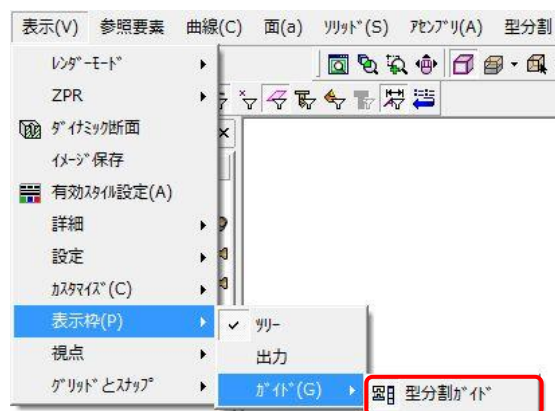 表示(V) 参照要素 曲線(C) 面(a) ｿﾘｯﾄﾞ(S) ｱｾﾝﾌﾞﾘ(A) 型分割
ﾚﾝﾀﾞｰﾓｰﾄﾞ
ZPR
ﾀﾞｲﾅﾐｯｸ断面
ｲﾒｰｼﾞ保存
有効ｽﾀｲﾙ設定(A)
詳細
設定
ｶｽﾀﾏｲｽﾞ(C)
表示枠(P)
ﾂﾘｰ
視点
出力
ｸﾞﾘｯﾄﾞとｽﾅｯﾌﾟ
ｶﾞｲﾄﾞ(G)
型分割ｶﾞｲﾄﾞ